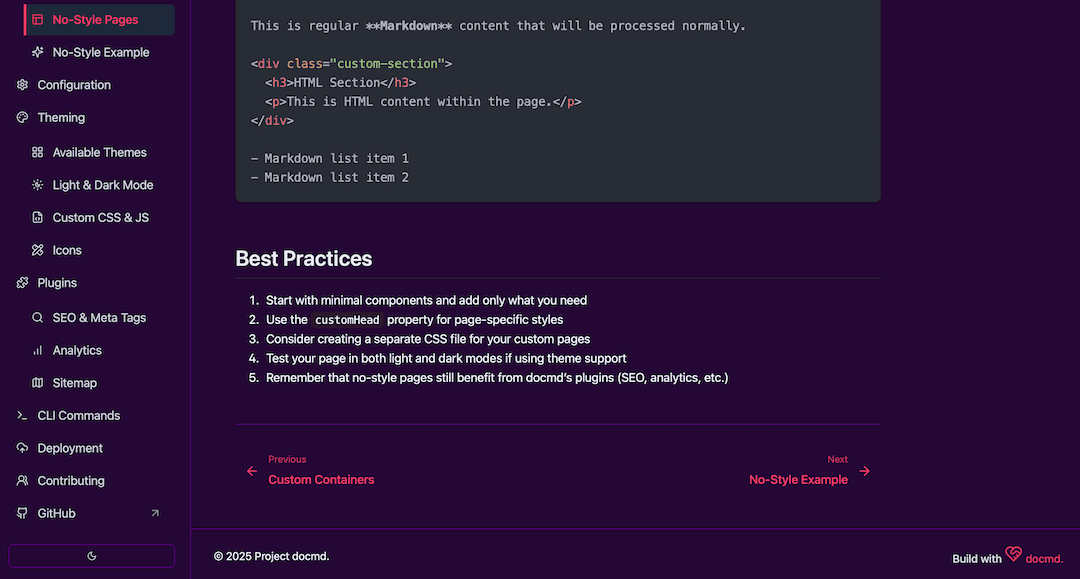 No-Style Pages
No-Style Example
Configuration
Theming
Available Themes
Light & Dark Mode
Custom CSS & JS
Icons
Plugins
SEO & Meta Tags
Analytics
Sitemap
CLI Commands
Deployment
Contributing
GitHub
This is regular **Markdown** content that will be processed normally.
<div class="custom-section">
<h3>HTML Section</h3>
<p>This is HTML content within the page.</p>
</div>
- Markdown list item 1
- Markdown list item 2
Best Practices
1. Start with minimal components and add only what you need
2. Use the customHead property for page-specific styles
3. Consider creating a separate CSS file for your custom pages
4. Test your page in both light and dark modes if using theme support
5. Remember that no-style pages still benefit from docmd's plugins (SEO, analytics, etc.)
Previous
Custom Containers
Next
No-Style Example
© 2025 Project docmd.
Build with docmd.